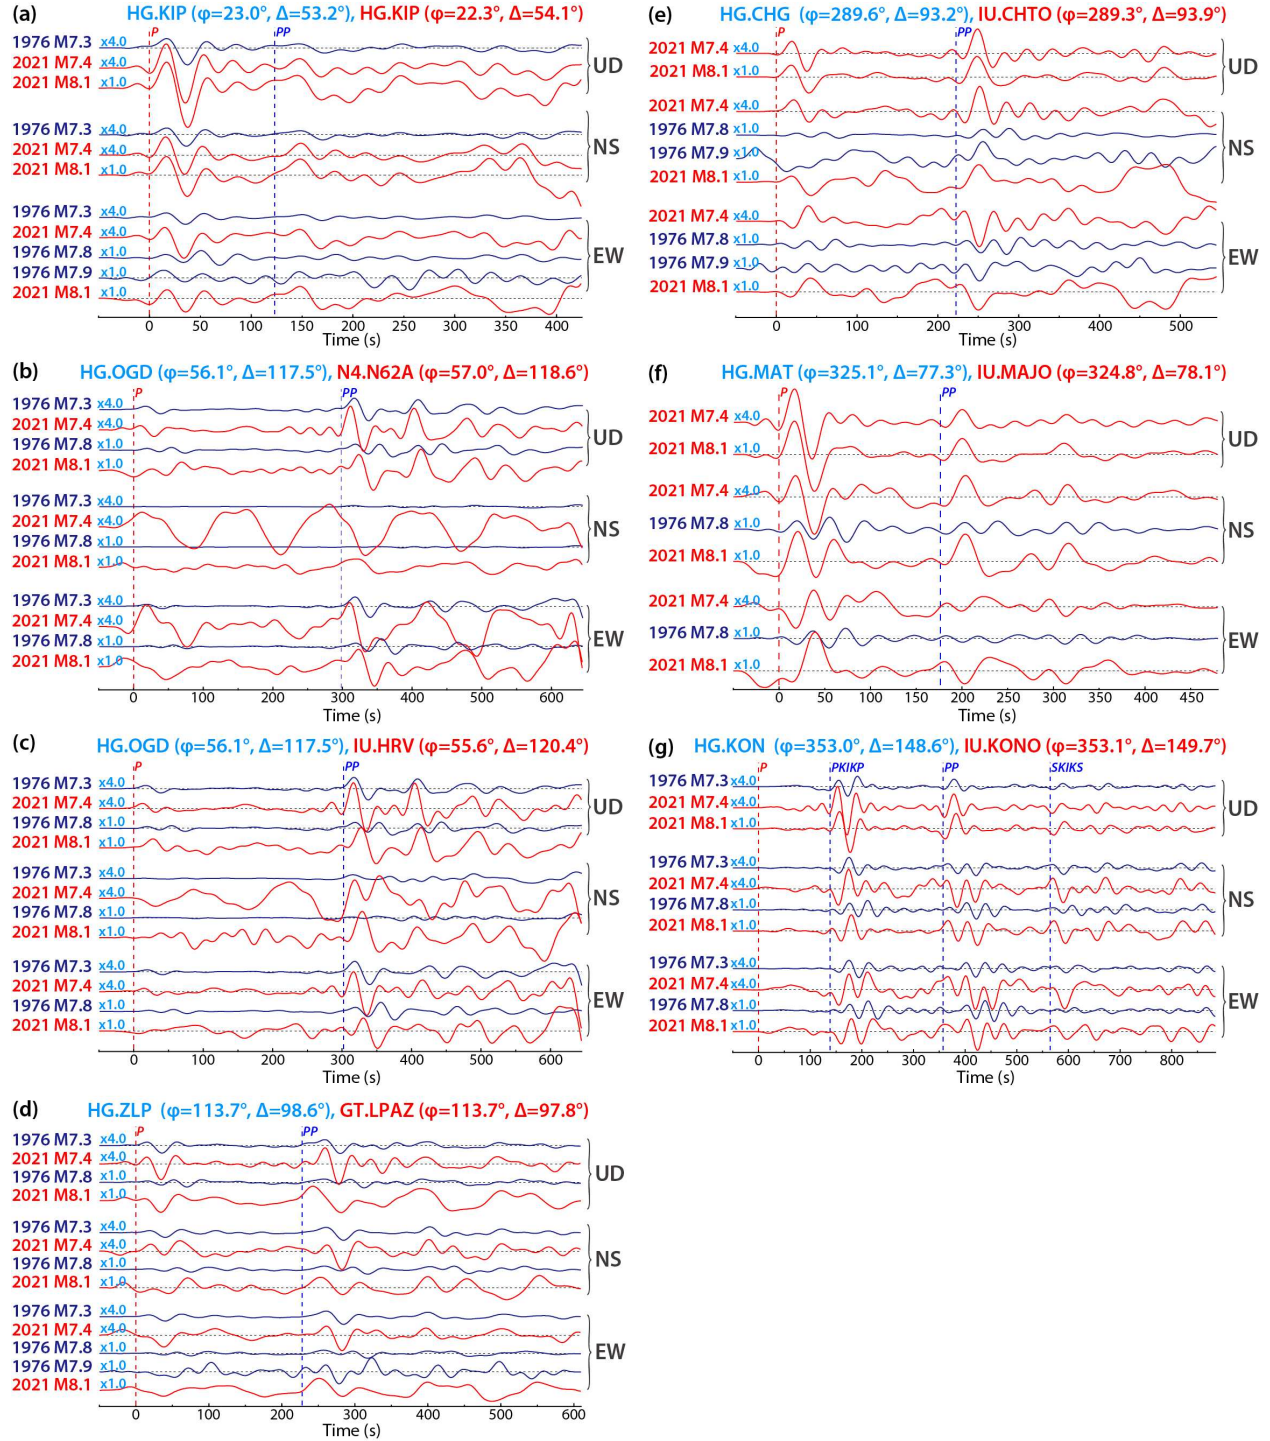 (a) HG.KIP (φ=23.0°, Δ=53.2°), HG.KIP (φ=22.3°, Δ=54.1°)
P PP
1976 M7.3 x4.0
2021 M7.4 x4.0
2021 M8.1 x1.0
UD
1976 M7.3 x4.0
2021 M7.4 x4.0
2021 M8.1 x1.0
NS
1976 M7.3 x4.0
2021 M7.4 x4.0
1976 M7.8 x1.0
1976 M7.9 x1.0
2021 M8.1 x1.0
EW
0 50 100 150 200 250 300 350 400
Time (s)
(b) HG.OGD (φ=56.1°, Δ=117.5°), N4.N62A (φ=57.0°, Δ=118.6°)
P PP
1976 M7.3 x4.0
2021 M7.4 x4.0
1976 M7.8 x1.0
2021 M8.1 x1.0
UD
1976 M7.3 x4.0
2021 M7.4 x4.0
1976 M7.8 x1.0
2021 M8.1 x1.0
NS
1976 M7.3 x4.0
2021 M7.4 x4.0
1976 M7.8 x1.0
2021 M8.1 x1.0
EW
0 100 200 300 400 500 600
Time (s)
(c) HG.OGD (φ=56.1°, Δ=117.5°), IU.HRV (φ=55.6°, Δ=120.4°)
P PP
1976 M7.3 x4.0
2021 M7.4 x4.0
1976 M7.8 x1.0
2021 M8.1 x1.0
UD
1976 M7.3 x4.0
2021 M7.4 x4.0
1976 M7.8 x1.0
2021 M8.1 x1.0
NS
1976 M7.3 x4.0
2021 M7.4 x4.0
1976 M7.8 x1.0
2021 M8.1 x1.0
EW
0 100 200 300 400 500 600
Time (s)
(d) HG.ZLP (φ=113.7°, Δ=98.6°), GT.LPAZ (φ=113.7°, Δ=97.8°)
P PP
1976 M7.3 x4.0
2021 M7.4 x4.0
1976 M7.8 x1.0
2021 M8.1 x1.0
UD
1976 M7.3 x4.0
2021 M7.4 x4.0
1976 M7.8 x1.0
2021 M8.1 x1.0
NS
1976 M7.3 x4.0
2021 M7.4 x4.0
1976 M7.8 x1.0
1976 M7.9 x1.0
2021 M8.1 x1.0
EW
0 100 200 300 400 500 600
Time (s)
(e) HG.CHG (φ=289.6°, Δ=93.2°), IU.CHTO (φ=289.3°, Δ=93.9°)
P PP
2021 M7.4 x4.0
2021 M8.1 x1.0
UD
2021 M7.4 x4.0
1976 M7.8 x1.0
1976 M7.9 x1.0
2021 M8.1 x1.0
NS
2021 M7.4 x4.0
1976 M7.8 x1.0
1976 M7.9 x1.0
2021 M8.1 x1.0
EW
0 100 200 300 400 500
Time (s)
(f) HG.MAT (φ=325.1°, Δ=77.3°), IU.MAJO (φ=324.8°, Δ=78.1°)
P PP
2021 M7.4 x4.0
2021 M8.1 x1.0
UD
2021 M7.4 x4.0
1976 M7.8 x1.0
2021 M8.1 x1.0
NS
2021 M7.4 x4.0
1976 M7.8 x1.0
2021 M8.1 x1.0
EW
0 50 100 150 200 250 300 350 400 450
Time (s)
(g) HG.KON (φ=353.0°, Δ=148.6°), IU.KONO (φ=353.1°, Δ=149.7°)
P PKIKP PP SKIKS
1976 M7.3 x4.0
2021 M7.4 x4.0
2021 M8.1 x1.0
UD
1976 M7.3 x4.0
2021 M7.4 x4.0
1976 M7.8 x1.0
2021 M8.1 x1.0
NS
1976 M7.3 x4.0
2021 M7.4 x4.0
1976 M7.8 x1.0
2021 M8.1 x1.0
EW
0 100 200 300 400 500 600 700 800
Time (s)